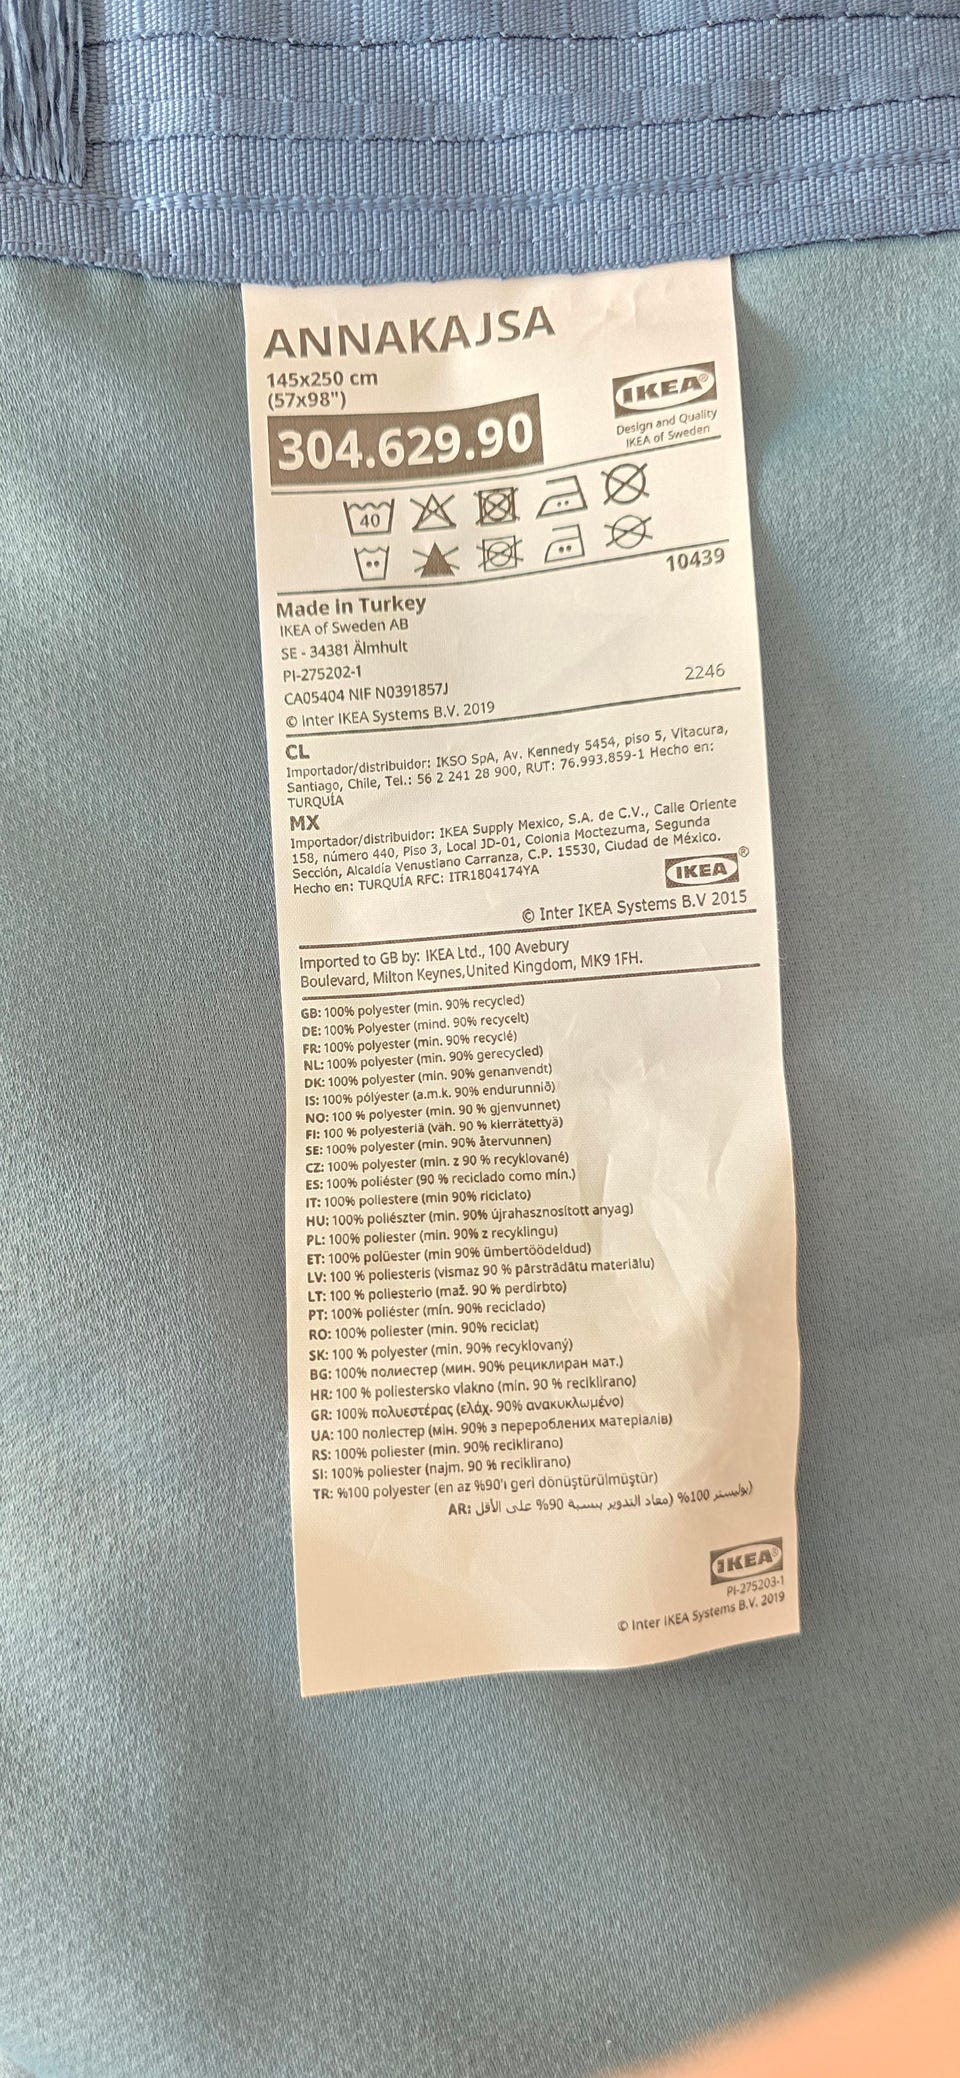 ANNAKAJSA
145x250 cm
(57x98")
304.629.90
IKEA®
Design and Quality
IKEA of Sweden
40
10439
Made in Turkey
IKEA of Sweden AB
SE - 34381 Älmhult
PI-275202-1
CA05404 NIF N0391857J
2246
© Inter IKEA Systems B.V. 2019
CL
Importador/distribuidor: IKSO SpA, Av. Kennedy 5454, piso 5, Vitacura,
Santiago, Chile, Tel.: 56 2 241 28 900, RUT: 76.993.859-1 Hecho en:
TURQUÍA
MX
Importador/distribuidor: IKEA Supply Mexico, S.A. de C.V., Calle Oriente
158, número 440, Piso 3, Local JD-01, Colonia Moctezuma, Segunda
Sección, Alcaldía Venustiano Carranza, C.P. 15530, Ciudad de México.
Hecho en: TURQUÍA RFC: ITR1804174YA
IKEA®
© Inter IKEA Systems B.V 2015
Imported to GB by: IKEA Ltd., 100 Avebury
Boulevard, Milton Keynes,United Kingdom, MK9 1FH.
GB: 100% polyester (min. 90% recycled)
DE: 100% Polyester (mind. 90% recycelt)
FR: 100% polyester (min. 90% recyclé)
NL: 100% polyester (min. 90% gerecycled)
DK: 100% polyester (min. 90% genanvendt)
IS: 100% pólýester (a.m.k. 90% endurunnið)
NO: 100 % polyester (min. 90 % gjenvunnet)
FI: 100 % polyesteriä (väh. 90 % kierrätettyä)
SE: 100% polyester (min. 90% återvunnen)
CZ: 100% polyester (min. z 90 % recyklované)
ES: 100% poliéster (90 % reciclado como mín.)
IT: 100% poliestere (min 90% riciclato)
HU: 100% poliészter (min. 90% újrahasznosított anyag)
PL: 100% poliester (min. 90% z recyklingu)
ET: 100% polüester (min 90% ümbertöödeldud)
LV: 100 % poliesteris (vismaz 90 % pārstrādātu materiālu)
LT: 100 % poliesterio (maž. 90 % perdirbto)
PT: 100% poliéster (mín. 90% reciclado)
RO: 100% poliester (min. 90% reciclat)
SK: 100 % polyester (min. 90% recyklovaný)
BG: 100% полиестер (мин. 90% рециклиран мат.)
HR: 100 % poliestersko vlakno (min. 90 % reciklirano)
GR: 100% πολυεστέρας (ελάχ. 90% ανακυκλωμένο)
UA: 100 поліестер (мін. 90% з перероблених матеріалів)
RS: 100% poliester (min. 90% reciklirano)
SI: 100% poliester (najm. 90 % reciklirano)
TR: %100 polyester (en az %90'ı geri dönüştürülmüştür)
AR: بوليستر 100% (معاد التدوير بنسبة 90% على الأقل)
IKEA®
PI-275203-1
© Inter IKEA Systems B.V. 2019